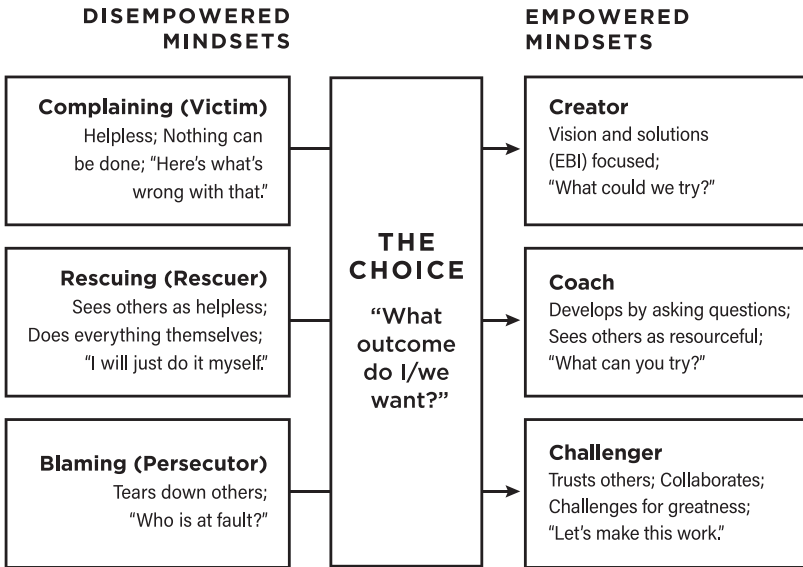 DISEMPOWERED
MINDSETS
EMPOWERED
MINDSETS
Complaining (Victim)
Helpless; Nothing can
be done; “Here’s what’s
wrong with that.”
Rescuing (Rescuer)
Sees others as helpless;
Does everything themselves;
“I will just do it myself.”
Blaming (Persecutor)
Tears down others;
“Who is at fault?”
THE
CHOICE
“What
outcome
do I/we
want?”
Creator
Vision and solutions
(EBI) focused;
“What could we try?”
Coach
Develops by asking questions;
Sees others as resourceful;
“What can you try?”
Challenger
Trusts others; Collaborates;
Challenges for greatness;
“Let’s make this work.”